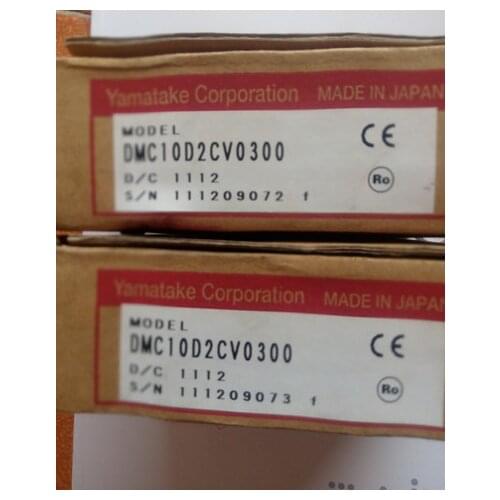 Yamatake Corporation MADE IN JAPAN
MODEL
DMC10D2CV0300 CE
D/C 1112
Ro
S/N 111209072 f
Yamatake Corporation MADE IN JAPAN
MODEL
DMC10D2CV0300 CE
D/C 1112
Ro
S/N 111209073 f